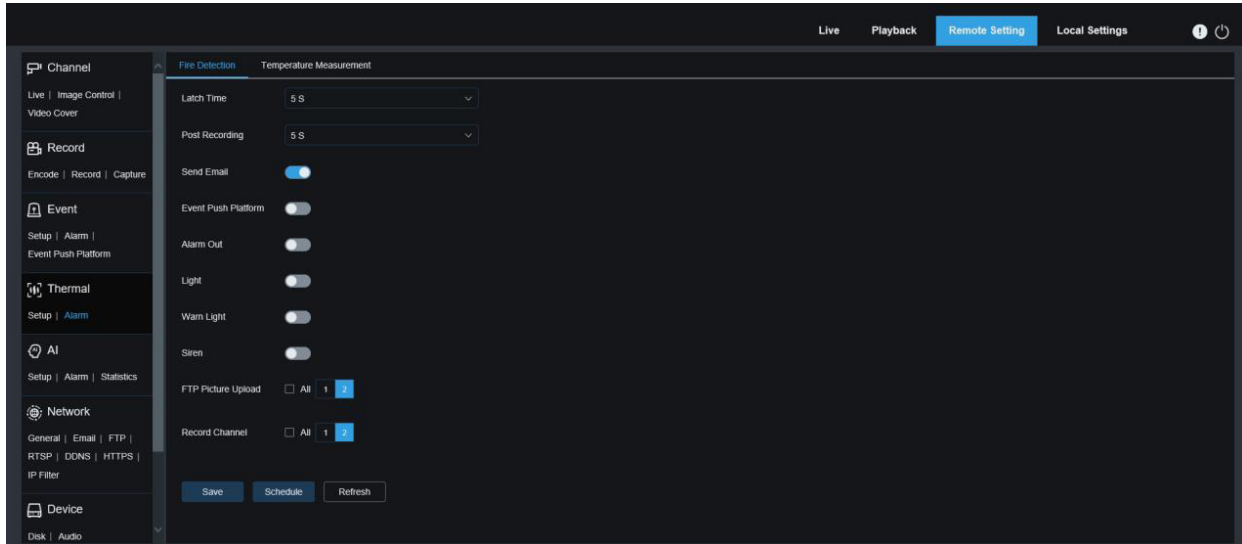 Live Playback Remote Setting Local Settings
Channel
Live | Image Control |
Video Cover
Record
Encode | Record | Capture
Event
Setup | Alarm |
Event Push Platform
Thermal
Setup | Alarm
AI
Setup | Alarm | Statistics
Network
General | Email | FTP |
RTSP | DDNS | HTTPS |
IP Filter
Device
Disk | Audio
Fire Detection Temperature Measurement
Latch Time 5 S
Post Recording 5 S
Send Email
Event Push Platform
Alarm Out
Light
Warn Light
Siren
FTP Picture Upload All 1 2
Record Channel All 1 2
Save Schedule Refresh